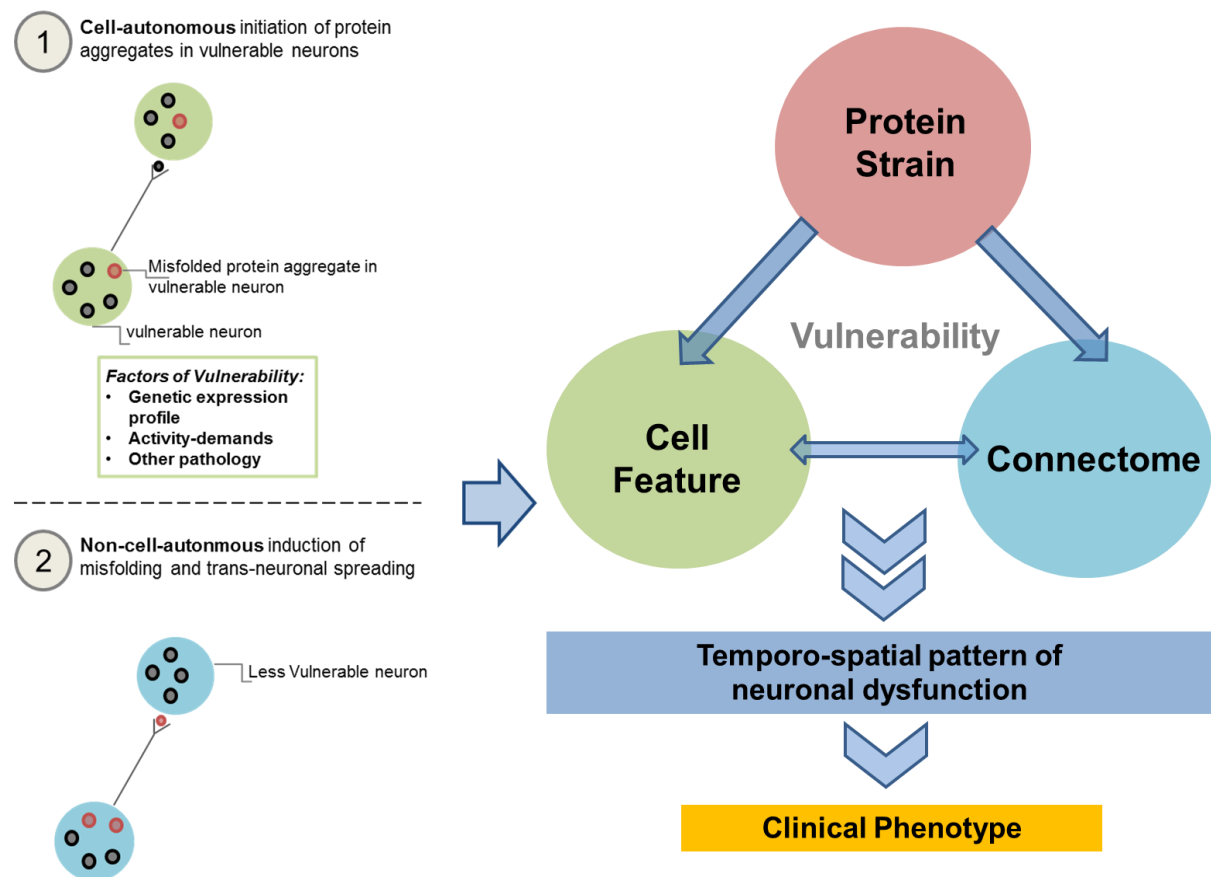 1
Cell-autonomous initiation of protein
aggregates in vulnerable neurons
Misfolded protein aggregate in
vulnerable neuron
vulnerable neuron
Factors of Vulnerability:
• Genetic expression
profile
• Activity-demands
• Other pathology
2
Non-cell-autonmous induction of
misfolding and trans-neuronal spreading
Less Vulnerable neuron
Protein
Strain
Vulnerability
Cell
Feature
Connectome
Temporo-spatial pattern of
neuronal dysfunction
Clinical Phenotype